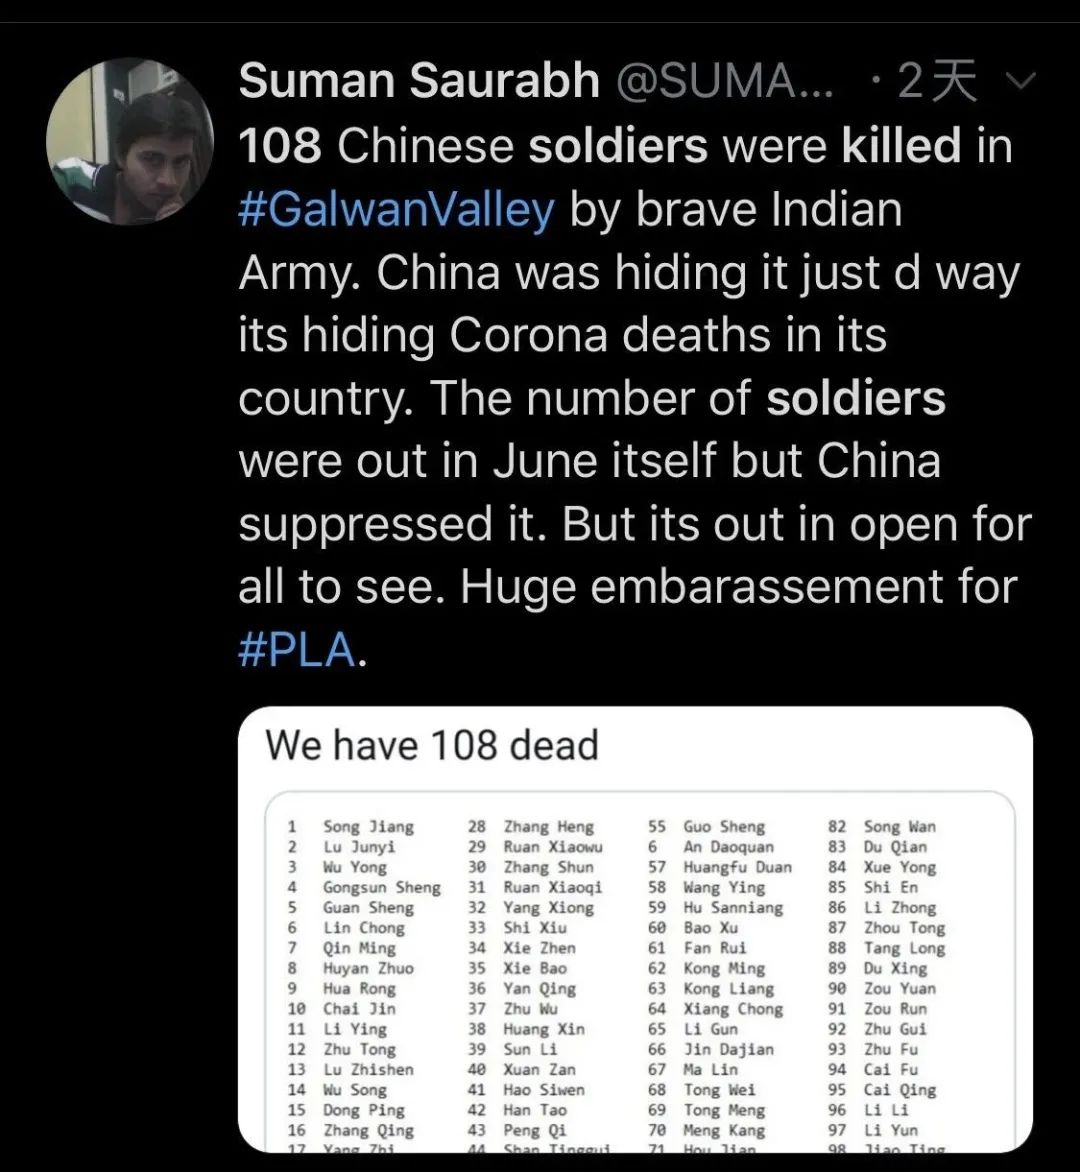 Suman Saurabh @SUMA... · 2天
108 Chinese soldiers were killed in
#GalwanValley by brave Indian
Army. China was hiding it just d way
its hiding Corona deaths in its
country. The number of soldiers
were out in June itself but China
suppressed it. But its out in open for
all to see. Huge embarassement for
#PLA.
We have 108 dead
1 Song Jiang 28 Zhang Heng 55 Guo Sheng 82 Song Wan
2 Lu Junyi 29 Ruan Xiaowu 6 An Daoquan 83 Du Qian
3 Wu Yong 30 Zhang Shun 57 Huangfu Duan 84 Xue Yong
4 Gongsun Sheng 31 Ruan Xiaoqi 58 Wang Ying 85 Shi En
5 Guan Sheng 32 Yang Xiong 59 Hu Sanniang 86 Li Zhong
6 Lin Chong 33 Shi Xiu 60 Bao Xu 87 Zhou Tong
7 Qin Ming 34 Xie Zhen 61 Fan Rui 88 Tang Long
8 Huyan Zhuo 35 Xie Bao 62 Kong Ming 89 Du Xing
9 Hua Rong 36 Yan Qing 63 Kong Liang 90 Zou Yuan
10 Chai Jin 37 Zhu Wu 64 Xiang Chong 91 Zou Run
11 Li Ying 38 Huang Xin 65 Li Gun 92 Zhu Gui
12 Zhu Tong 39 Sun Li 66 Jin Dajian 93 Zhu Fu
13 Lu Zhishen 40 Xuan Zan 67 Ma Lin 94 Cai Fu
14 Wu Song 41 Hao Siwen 68 Tong Wei 95 Cai Qing
15 Dong Ping 42 Han Tao 69 Tong Meng 96 Li Li
16 Zhang Qing 43 Peng Qi 70 Meng Kang 97 Li Yun
17 Yang Zhi 44 Shan Tinggui 71 Hou Jian 98 Jiao Ting